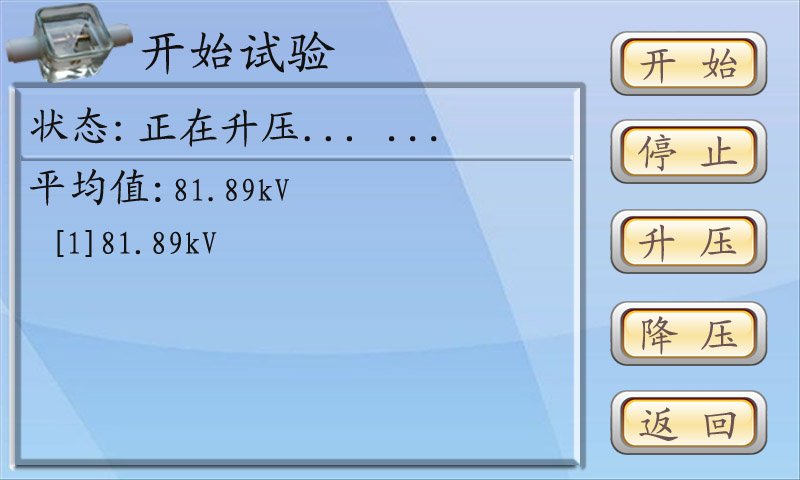 开始试验
状态：正在升压... ...
平均值：81.89kV
[1]81.89kV
开 始
停 止
升 压
降 压
返 回